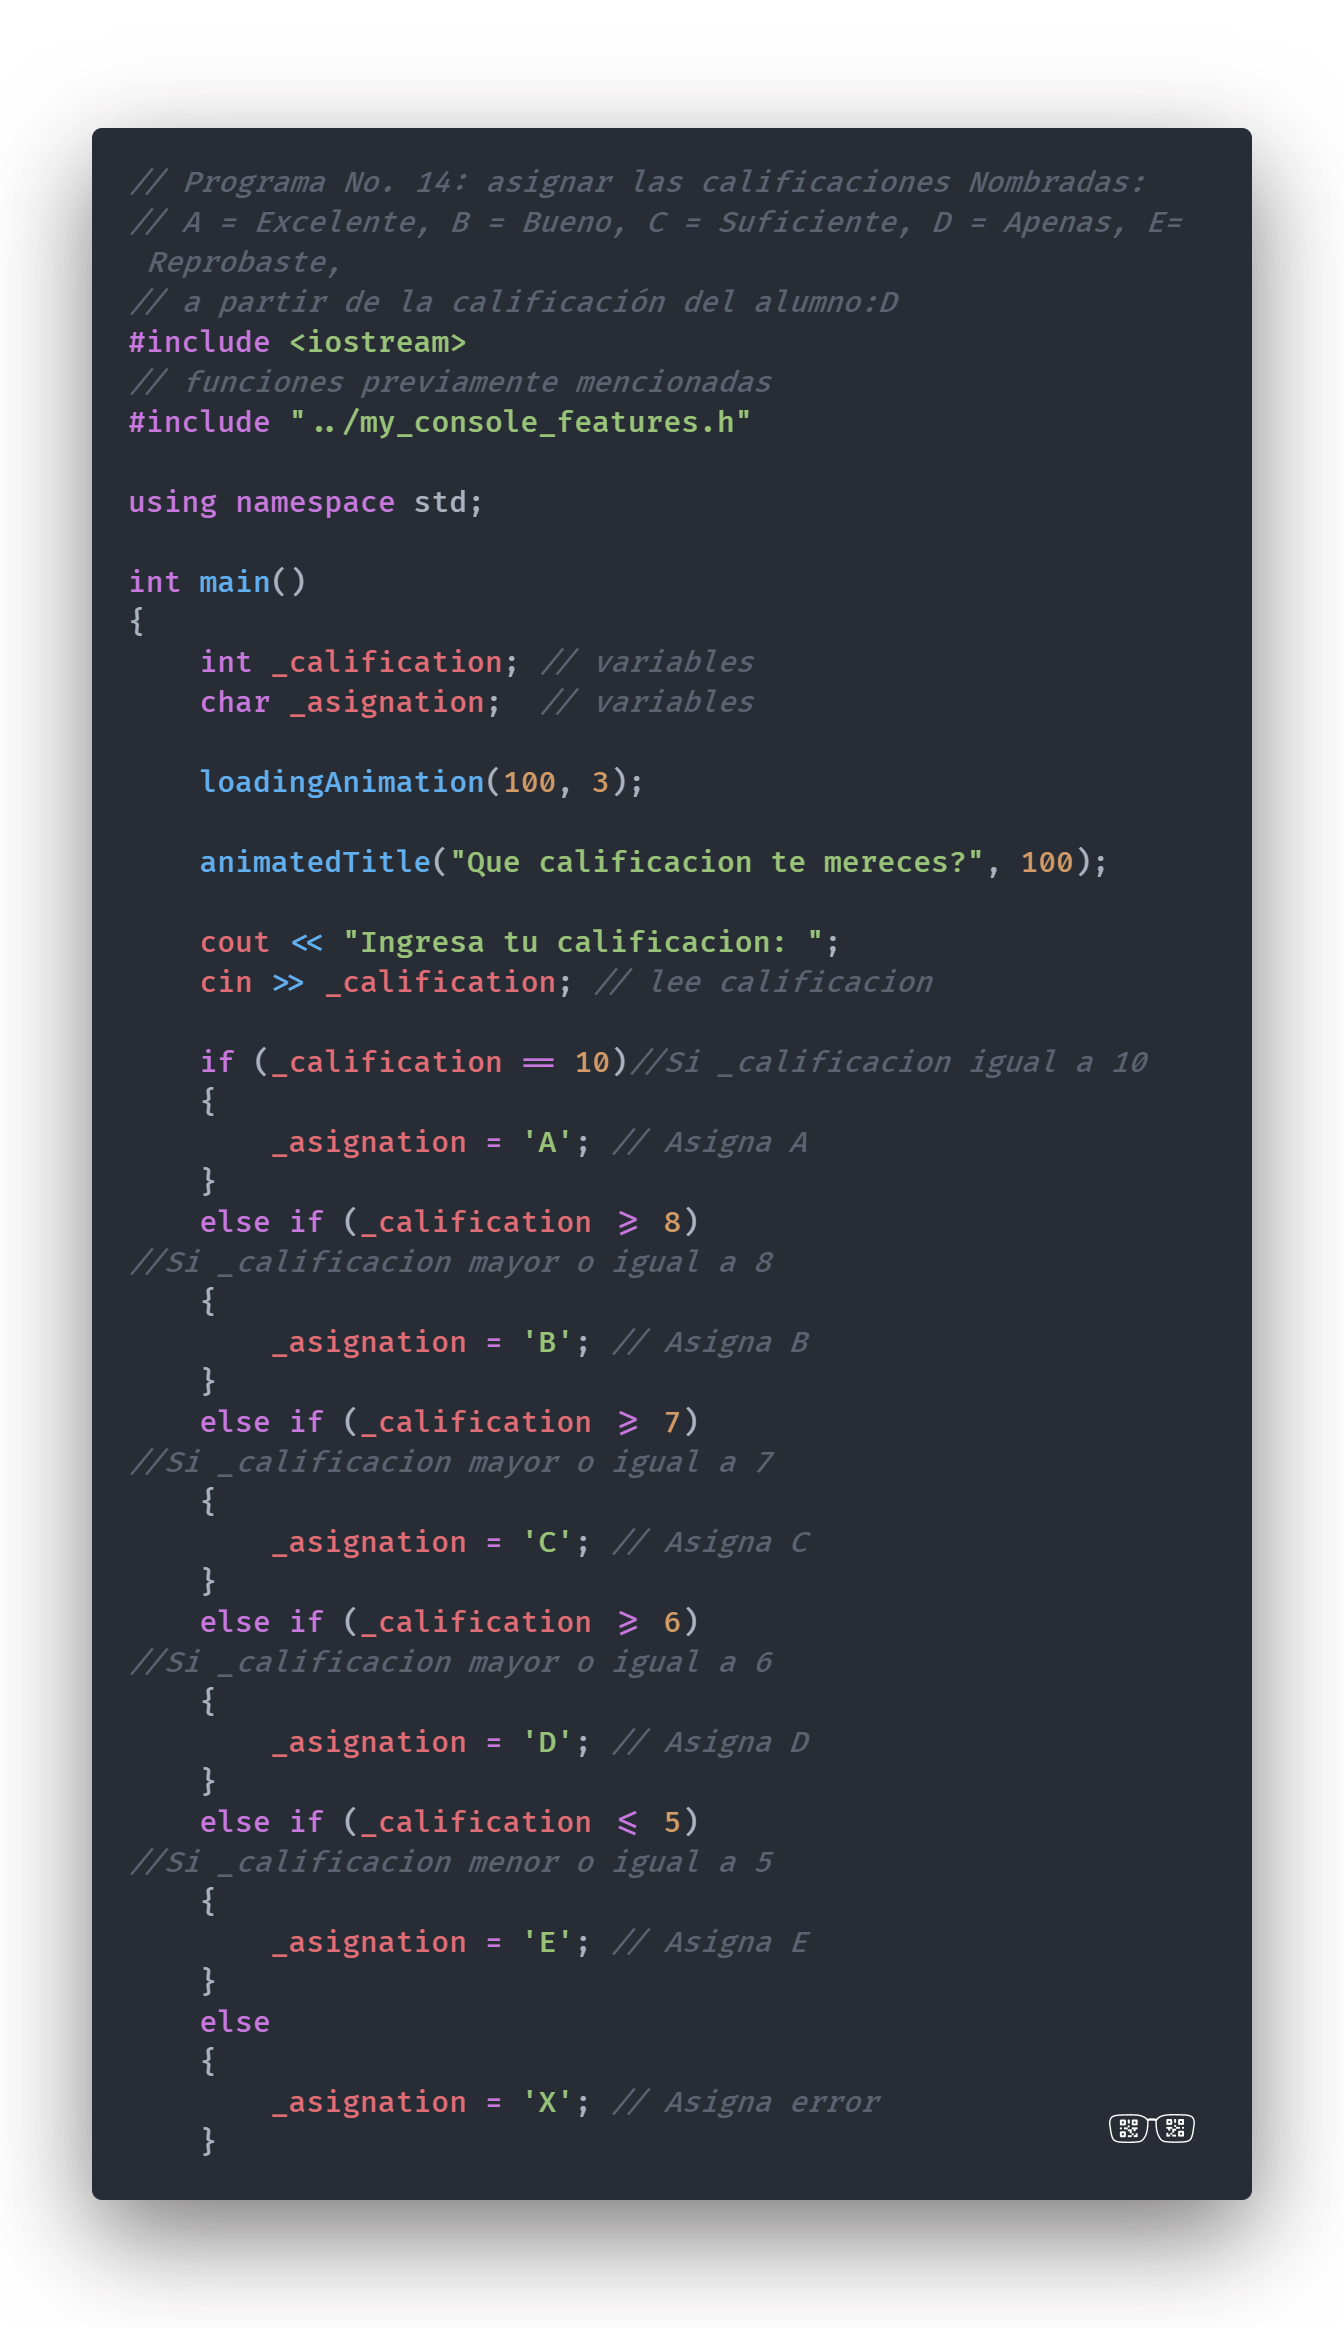 // Programa No. 14: asignar las calificaciones Nombradas:
// A = Excelente, B = Bueno, C = Suficiente, D = Apenas, E=
 Reprobaste,
// a partir de la calificación del alumno:D
#include <iostream>
// funciones previamente mencionadas
#include "../my_console_features.h"

using namespace std;

int main()
{
    int _calification; // variables
    char _asignation;  // variables

    loadingAnimation(100, 3);

    animatedTitle("Que calificacion te mereces?", 100);

    cout << "Ingresa tu calificacion: ";
    cin >> _calification; // lee calificacion

    if (_calification == 10)//Si _calificacion igual a 10
    {
        _asignation = 'A'; // Asigna A
    }
    else if (_calification >= 8)
//Si _calificacion mayor o igual a 8
    {
        _asignation = 'B'; // Asigna B
    }
    else if (_calification >= 7)
//Si _calificacion mayor o igual a 7
    {
        _asignation = 'C'; // Asigna C
    }
    else if (_calification >= 6)
//Si _calificacion mayor o igual a 6
    {
        _asignation = 'D'; // Asigna D
    }
    else if (_calification <= 5)
//Si _calificacion menor o igual a 5
    {
        _asignation = 'E'; // Asigna E
    }
    else
    {
        _asignation = 'X'; // Asigna error
    }